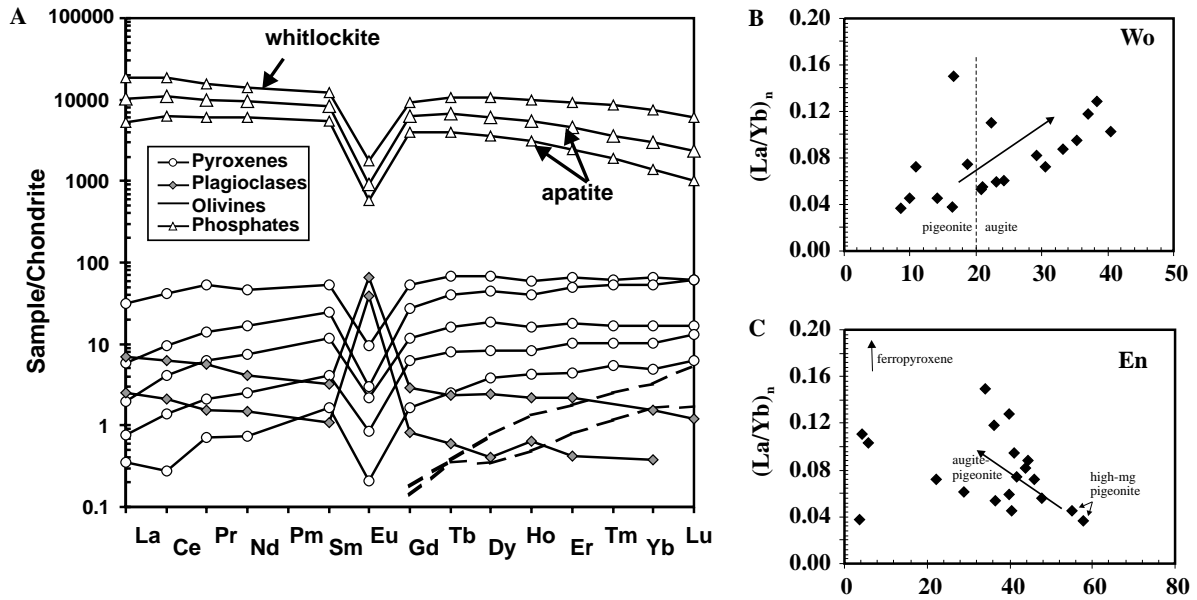 A
Sample/Chondrite
100000
10000
1000
100
10
1
0.1
whitlockite
apatite
Pyroxenes
Plagioclases
Olivines
Phosphates
La Ce Pr Nd Pm Sm Eu Gd Tb Dy Ho Er Tm Yb Lu
B
Wo
(La/Yb)n
0.20
0.16
0.12
0.08
0.04
0.00
pigeonite augite
0 10 20 30 40 50
C
En
(La/Yb)n
0.20
0.16
0.12
0.08
0.04
0.00
ferropyroxene
augite-
pigeonite
high-mg
pigeonite
0 20 40 60 80